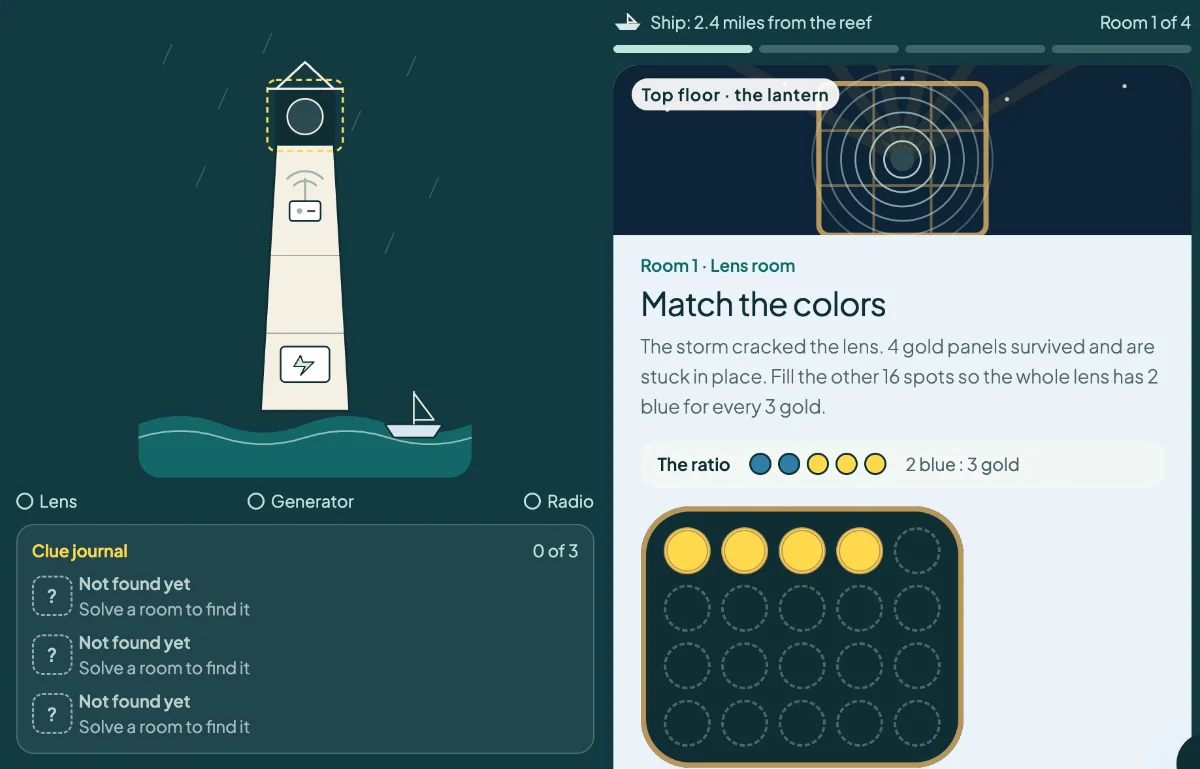 Ship: 2.4 miles from the reef
Room 1 of 4
Top floor · the lantern
Room 1 · Lens room
Match the colors
The storm cracked the lens. 4 gold panels survived and are
stuck in place. Fill the other 16 spots so the whole lens has 2
blue for every 3 gold.
The ratio
2 blue : 3 gold
Lens
Generator
Radio
Clue journal
0 of 3
?
Not found yet
Solve a room to find it
?
Not found yet
Solve a room to find it
?
Not found yet
Solve a room to find it